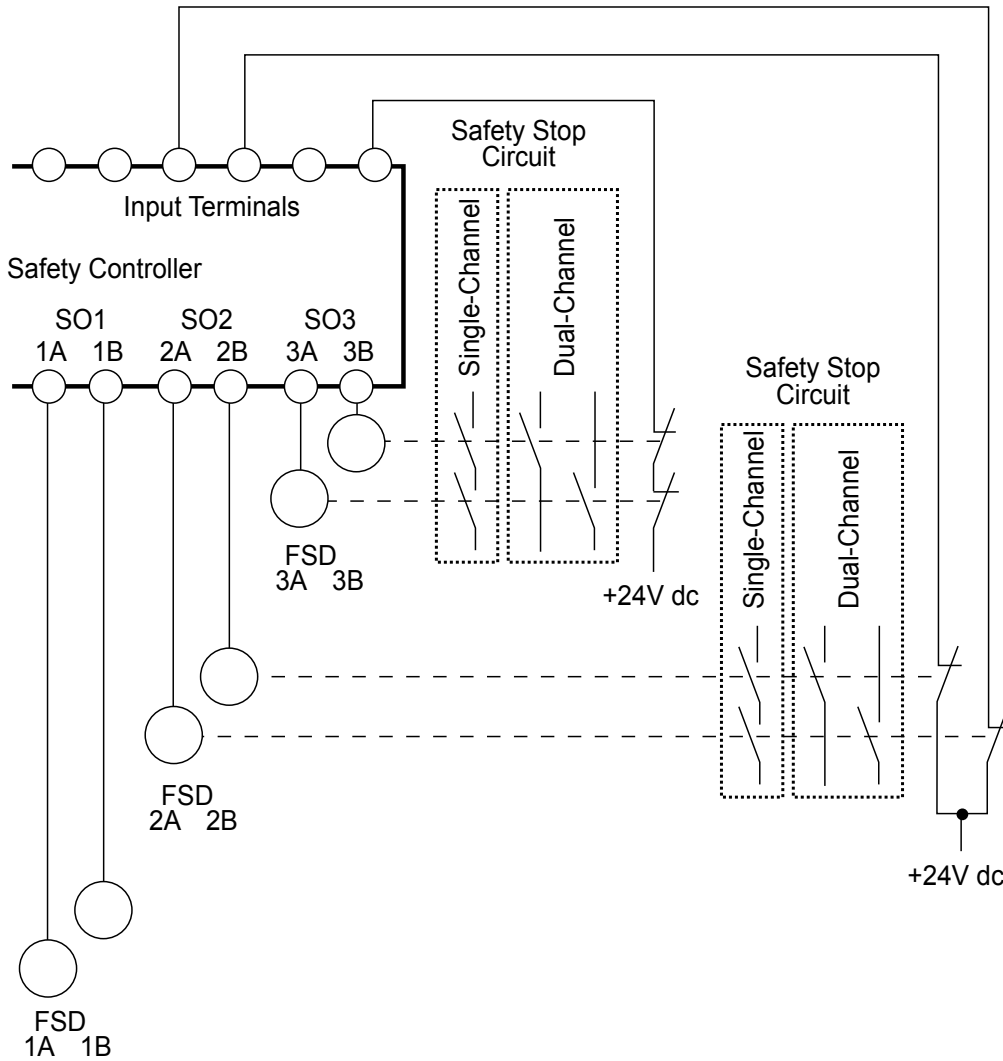 Safety Stop
Circuit
Input Terminals
Single-Channel
Dual-Channel
Safety Controller
SO1 SO2 SO3
1A 1B 2A 2B 3A 3B
Safety Stop
Circuit
Single-Channel
Dual-Channel
FSD
3A 3B
+24V dc
FSD
2A 2B
+24V dc
FSD
1A 1B